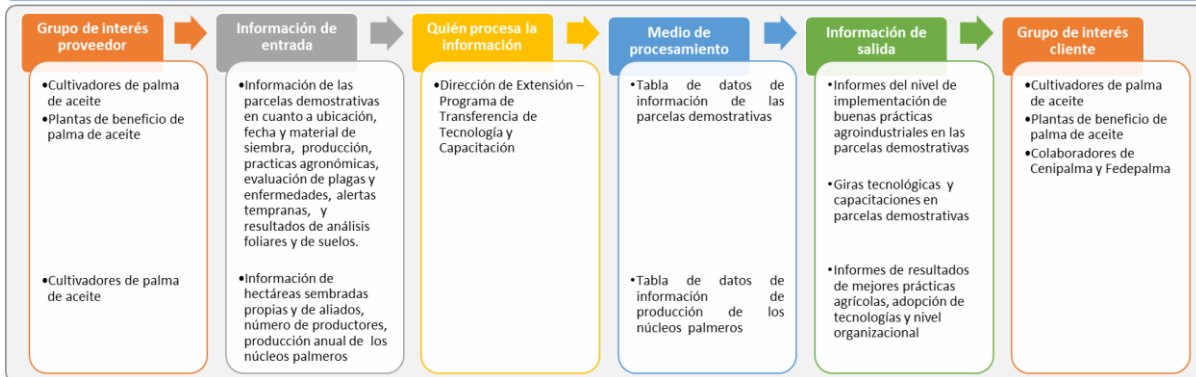 Grupo de interés
proveedor
•Cultivadores de palma
de aceite
•Plantas de beneficio de
palma de aceite
•Cultivadores de palma
de aceite
Información de
entrada
•Información de las
parcelas demostrativas
en cuanto a ubicación,
fecha y material de
siembra, producción,
practicas agronómicas,
evaluación de plagas y
enfermedades, alertas
tempranas, y
resultados de análisis
foliares y de suelos.
•Información de
hectáreas sembradas
propias y de aliados,
número de productores,
producción anual de los
núcleos palmeros
Quién procesa la
información
•Dirección de Extensión –
Programa de
Transferencia de
Tecnología y
Capacitación
Medio de
procesamiento
•Tabla de datos de
información de las
parcelas demostrativas
•Tabla de datos de
información de
producción de los
núcleos palmeros
Información de
salida
•Informes del nivel de
implementación de
buenas prácticas
agroindustriales en las
parcelas demostrativas
•Giras tecnológicas y
capacitaciones en
parcelas demostrativas
•Informes de resultados
de mejores prácticas
agrícolas, adopción de
tecnologías y nivel
organizacional
Grupo de interés
cliente
•Cultivadores de palma
de aceite
•Plantas de beneficio de
palma de aceite
•Colaboradores de
Cenipalma y Fedepalma